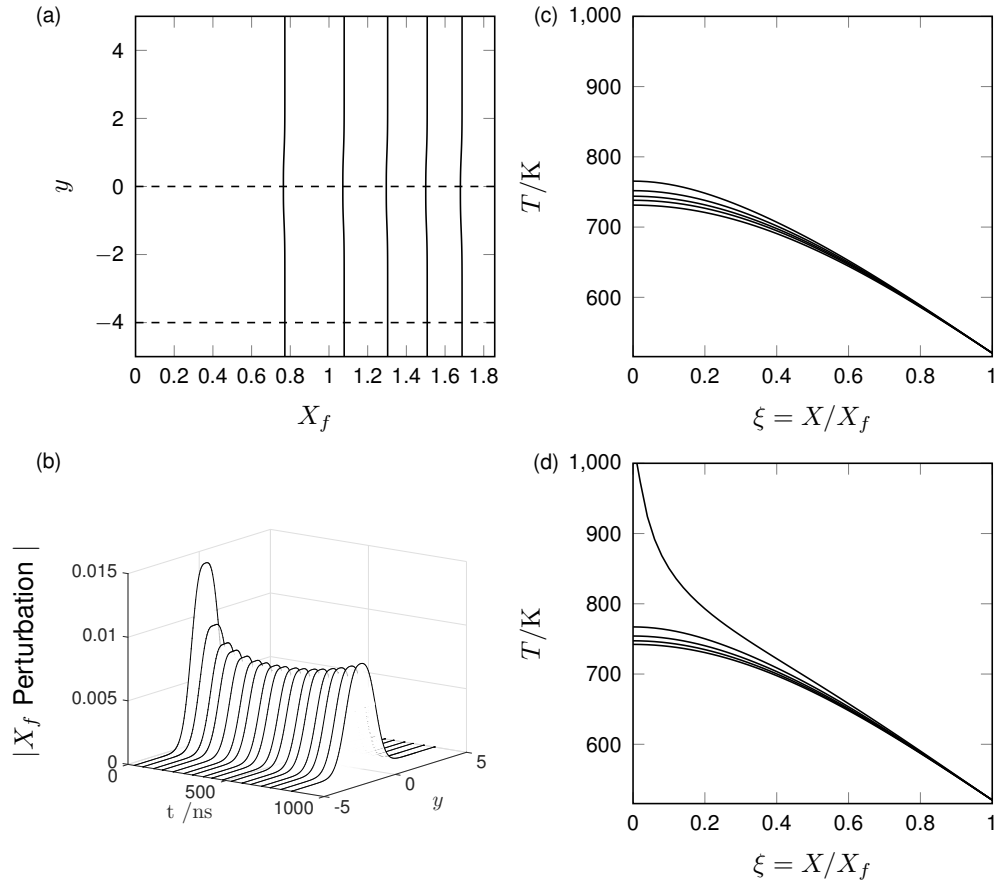 (a)
4
2
0
−2
−4
y
0 0.2 0.4 0.6 0.8 1 1.2 1.4 1.6 1.8
X_f
(c)
1,000
900
800
700
600
T/K
0 0.2 0.4 0.6 0.8 1
ξ = X/X_f
(b)
0.015
0.01
0.005
0
|X_f Perturbation |
0 500 1000
t /ns
-5 0 5
y
(d)
1,000
900
800
700
600
T/K
0 0.2 0.4 0.6 0.8 1
ξ = X/X_f